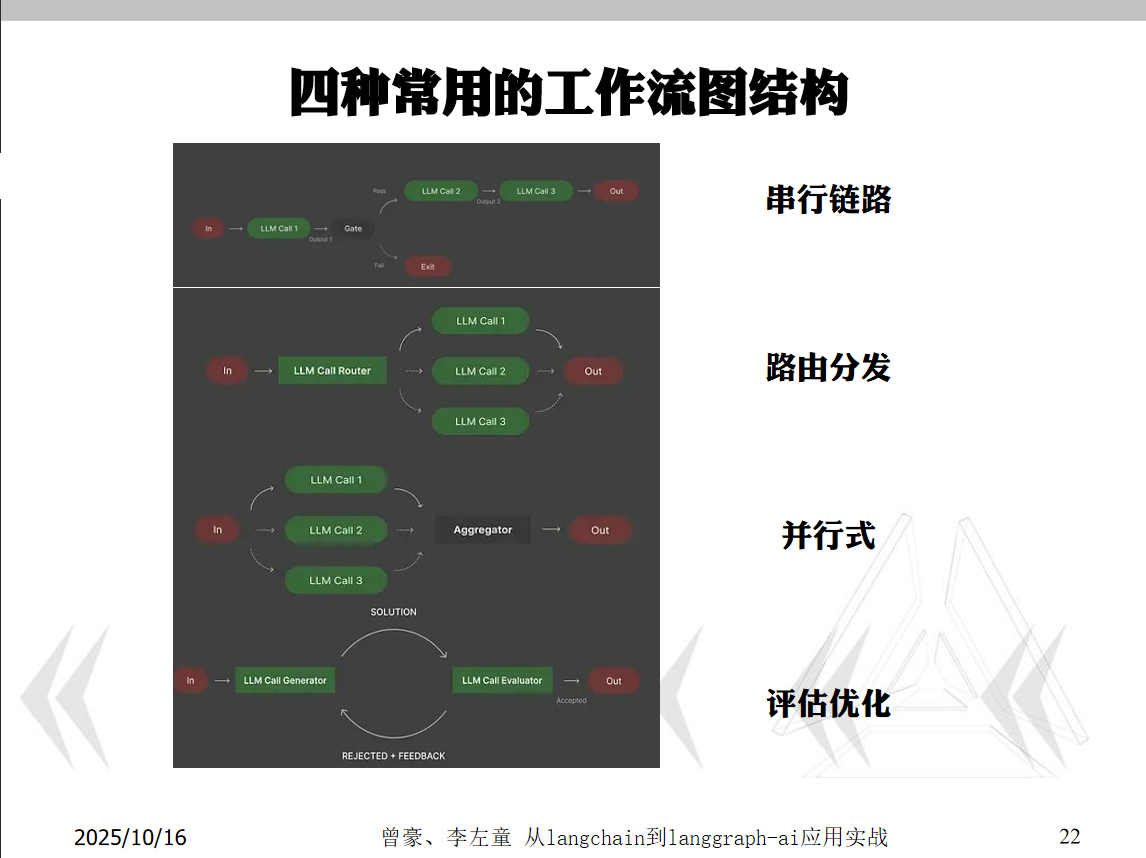 四种常用的工作流图结构
Pass
LLM Call 2
LLM Call 3
Out
Output 2
In
LLM Call 1
Gate
Output 1
Fail
Exit
串行链路
LLM Call 1
In
LLM Call Router
LLM Call 2
Out
LLM Call 3
路由分发
LLM Call 1
In
LLM Call 2
Aggregator
Out
LLM Call 3
并行式
SOLUTION
In
LLM Call Generator
LLM Call Evaluator
Out
Accepted
REJECTED + FEEDBACK
评估优化
2025/10/16
曾豪、李左童 从langchain到langgraph-ai应用实战
22